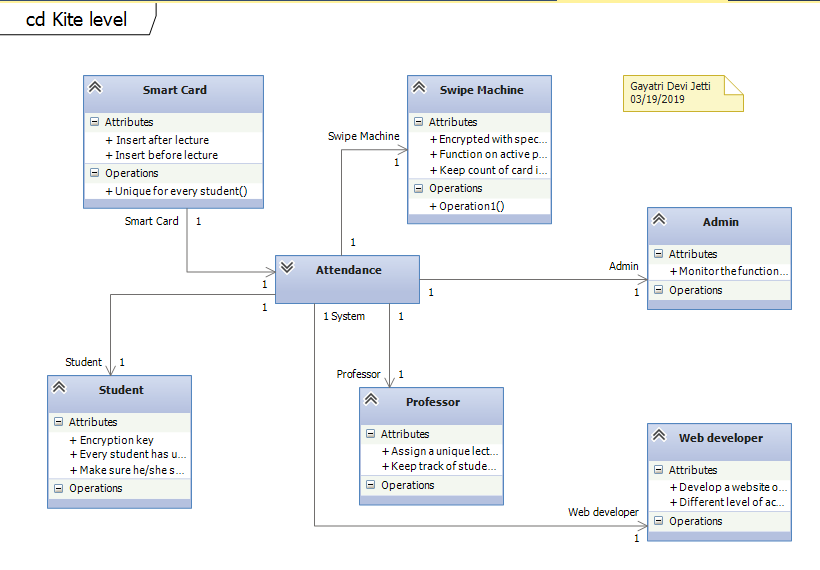 cd Kite level
Gayatri Devi Jetti
03/19/2019
Smart Card
Attributes
+ Insert after lecture
+ Insert before lecture
Operations
+ Unique for every student()
Smart Card
1
1
Swipe Machine
Attributes
+ Encrypted with spec...
+ Function on active p...
+ Keep count of card i...
Operations
+ Operation1()
Swipe Machine
1
1
Attendance
Admin
Attributes
+ Monitor the function...
Operations
Admin
1
1
1
1 System
1
Student
1
Student
Attributes
+ Encryption key
+ Every student has u...
+ Make sure he/she s...
Operations
Professor
1
Professor
Attributes
+ Assign a unique lect...
+ Keep track of stude...
Operations
Web developer
1
Web developer
Attributes
+ Develop a website o...
+ Different level of ac...
Operations